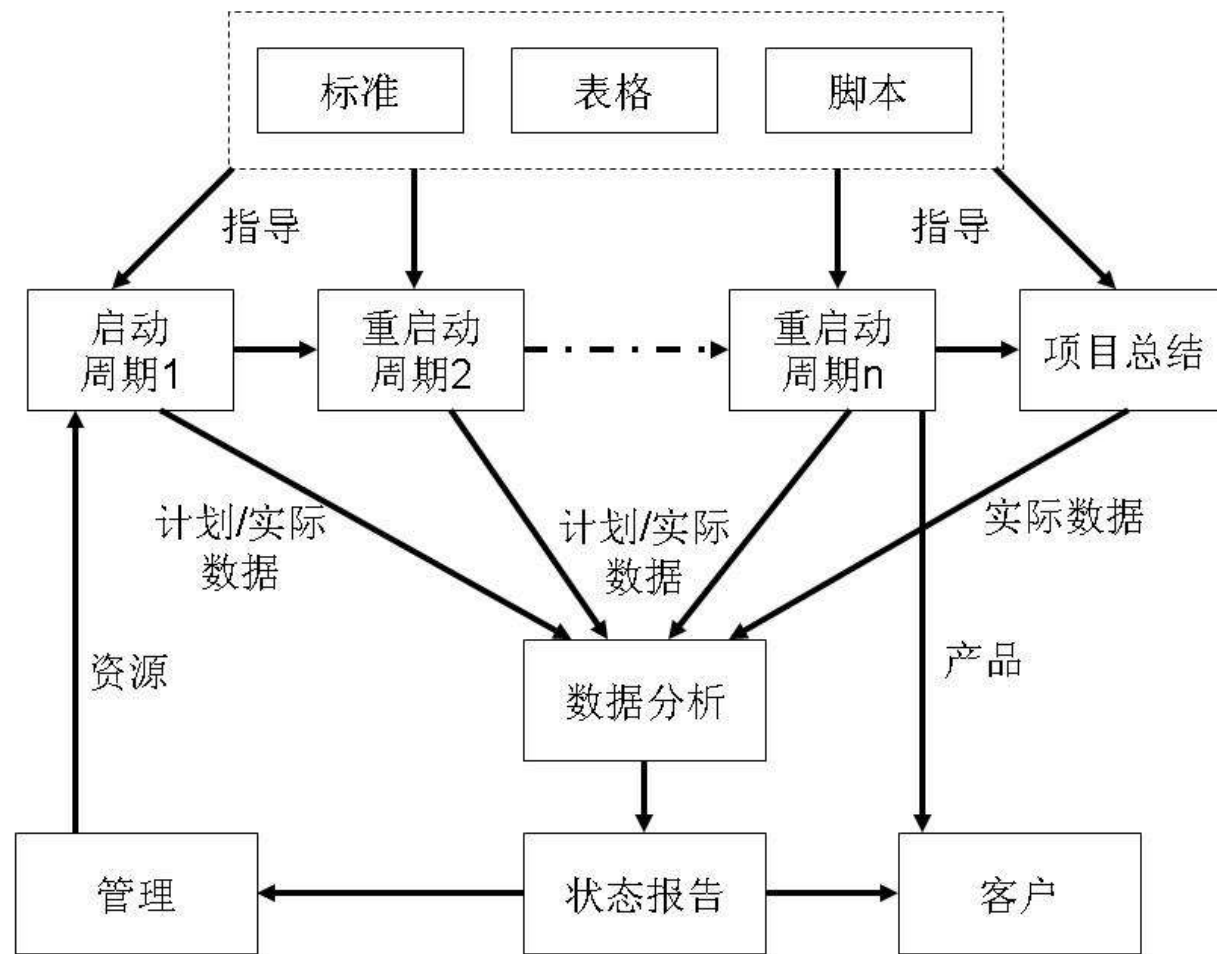 标准
表格
脚本
指导
指导
启动
周期1
重启动
周期2
重启动
周期n
项目总结
计划/实际
数据
计划/实际
数据
实际数据
资源
数据分析
产品
管理
状态报告
客户